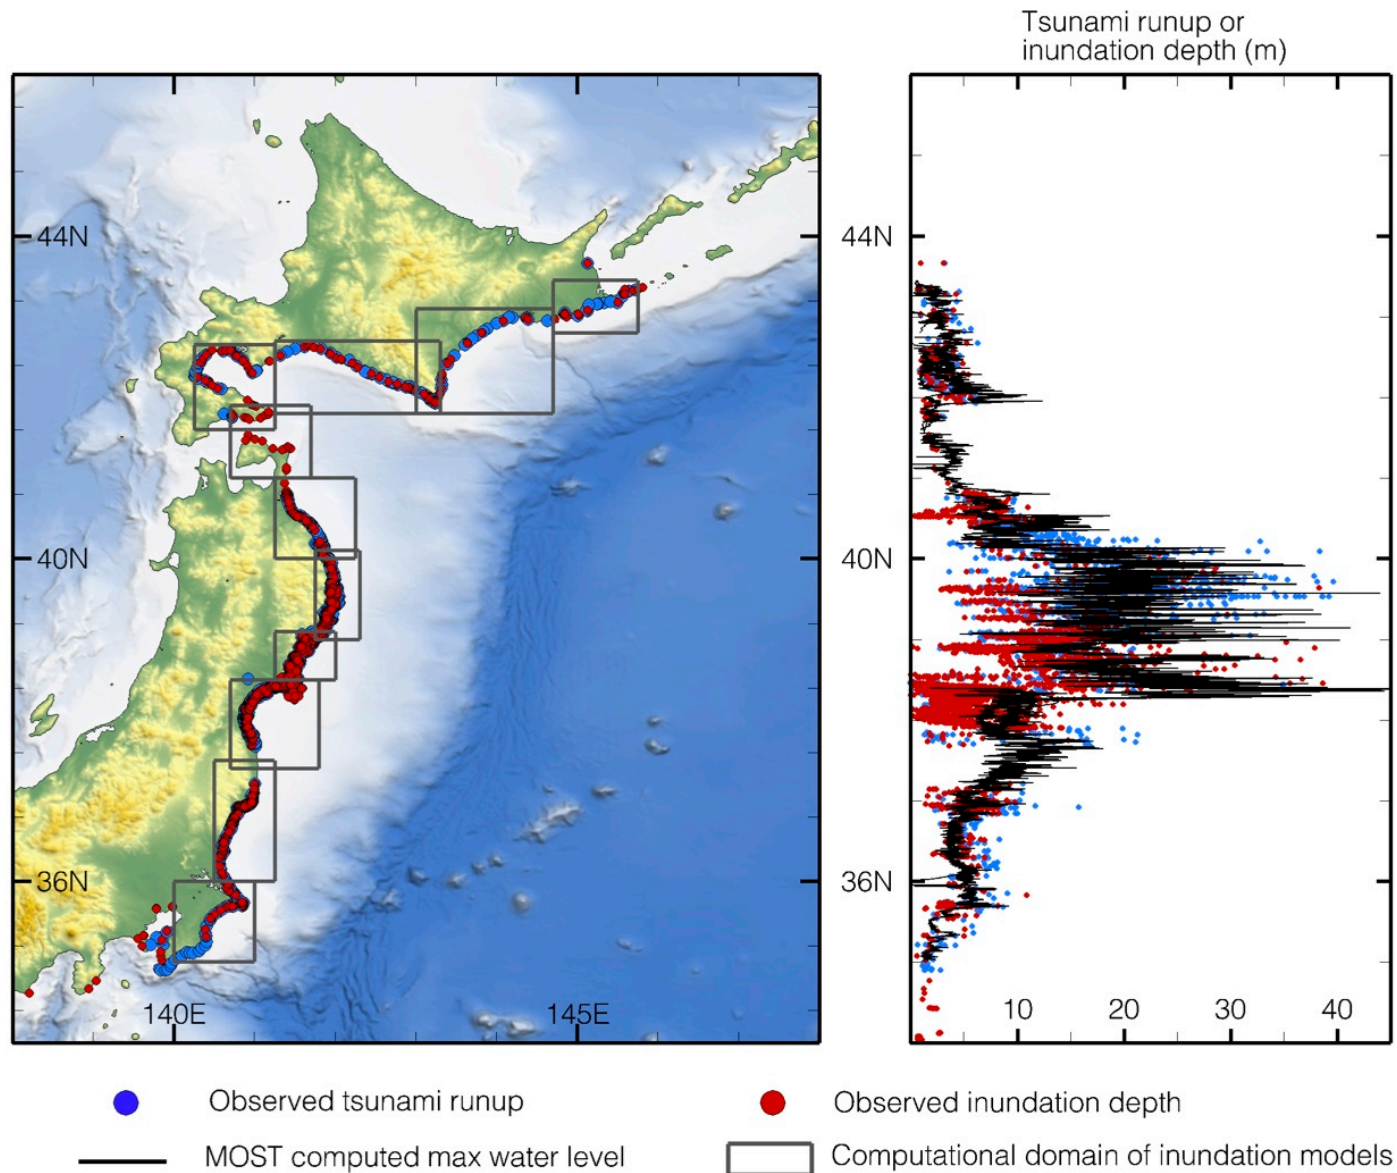 Tsunami runup or
inundation depth (m)
44N
40N
36N
140E
145E
44N
40N
36N
10
20
30
40
Observed tsunami runup
Observed inundation depth
MOST computed max water level
Computational domain of inundation models